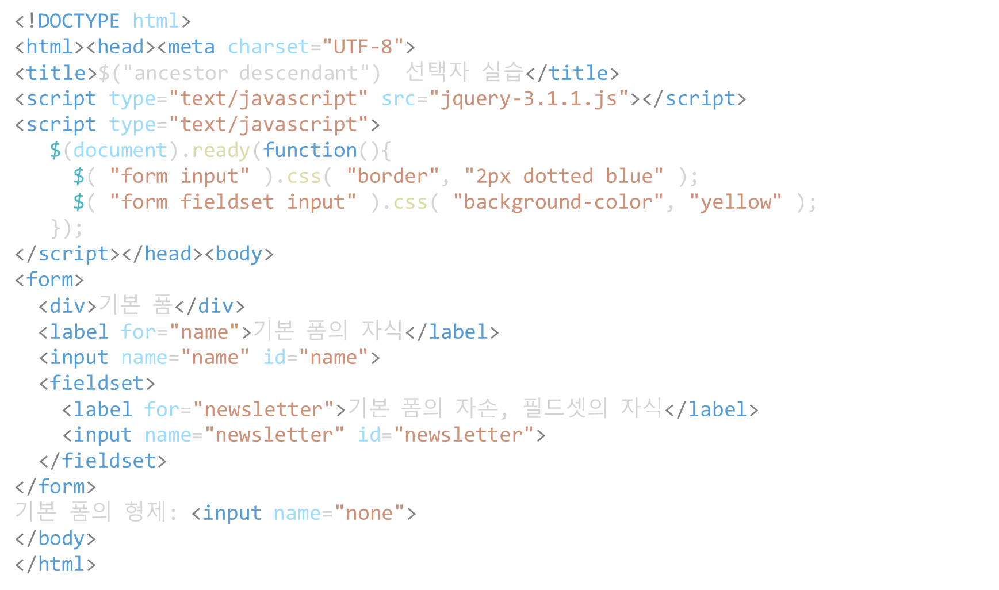 <!DOCTYPE html>
<html><head><meta charset="UTF-8">
<title>$("ancestor descendant")  선택자 실습</title>
<script type="text/javascript" src="jquery-3.1.1.js"></script>
<script type="text/javascript">
   $(document).ready(function(){
     $( "form input" ).css( "border", "2px dotted blue" );
     $( "form fieldset input" ).css( "background-color", "yellow" );
   });
</script></head><body>
<form>
  <div>기본 폼</div>
  <label for="name">기본 폼의 자식</label>
  <input name="name" id="name">
  <fieldset>
    <label for="newsletter">기본 폼의 자손, 필드셋의 자식</label>
    <input name="newsletter" id="newsletter">
  </fieldset>
</form>
기본 폼의 형제: <input name="none">
</body>
</html>